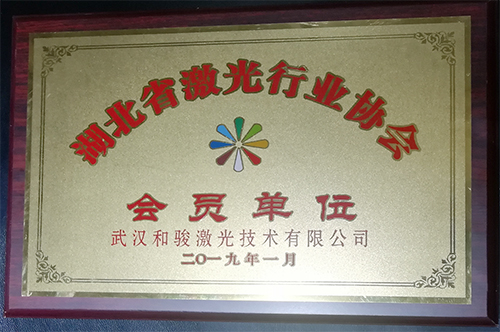 湖北省激光行业协会
会员单位
武汉和骏激光技术有限公司
二〇一九年一月